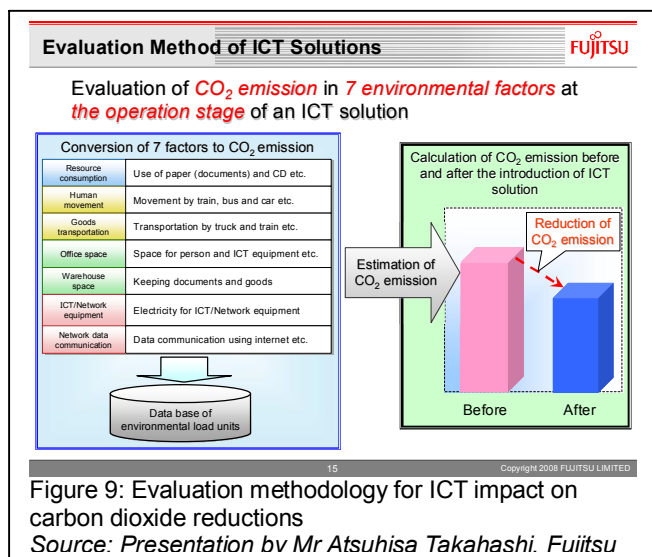 Evaluation Method of ICT Solutions
FUJITSU
Evaluation of CO2 emission in 7 environmental factors at
the operation stage of an ICT solution
Conversion of 7 factors to CO2 emission
Resource
consumption
Use of paper (documents) and CD etc.
Human
movement
Movement by train, bus and car etc.
Goods
transportation
Transportation by truck and train etc.
Office space
Space for person and ICT equipment etc.
Warehouse
space
Keeping documents and goods
ICT/Network
equipment
Electricity for ICT/Network equipment
Network data
communication
Data communication using internet etc.
Data base of
environmental load units
Estimation of
CO2 emission
Calculation of CO2 emission before
and after the introduction of ICT
solution
Reduction of
CO2 emission
Before
After
15
Copyright 2008 FUJITSU LIMITED
Figure 9: Evaluation methodology for ICT impact on
carbon dioxide reductions
Source: Presentation by Mr Atsuhisa Takahashi, Fujitsu